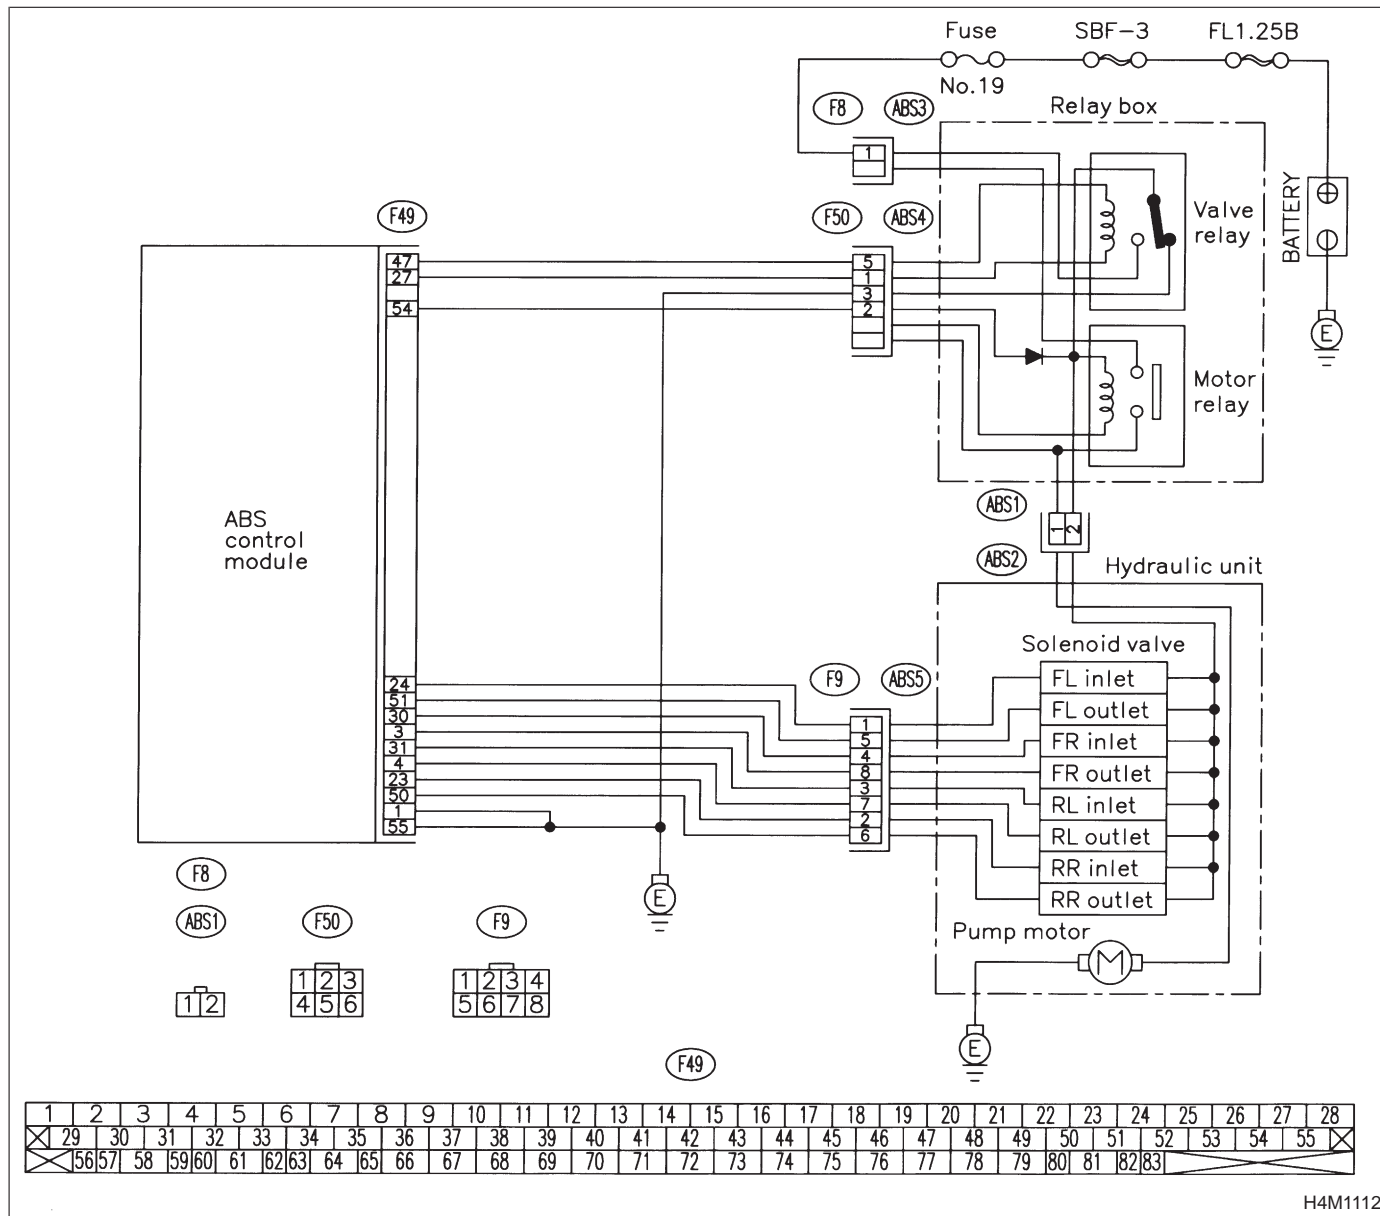 Fuse SBF-3 FL1.25B
No.19
F8 ABS3 Relay box
1
F49 F50 ABS4 Valve
relay
BATTERY
47 5
27 1
3
54 2
E
Motor
relay
ABS
control
module
ABS1
1 2
ABS2
Hydraulic unit
Solenoid valve
F9 ABS5
24
51
30
3
31
4
23
50
1
55
1
5
4
8
3
7
2
6
FL inlet
FL outlet
FR inlet
FR outlet
RL inlet
RL outlet
RR inlet
RR outlet
Pump motor
M
E
E
F8
ABS1 F50 F9
1 2
1 2 3
4 5 6
1 2 3 4
5 6 7 8
F49
1 2 3 4 5 6 7 8 9 10 11 12 13 14 15 16 17 18 19 20 21 22 23 24 25 26 27 28
29 30 31 32 33 34 35 36 37 38 39 40 41 42 43 44 45 46 47 48 49 50 51 52 53 54 55
56 57 58 59 60 61 62 63 64 65 66 67 68 69 70 71 72 73 74 75 76 77 78 79 80 81 82 83
H4M1112